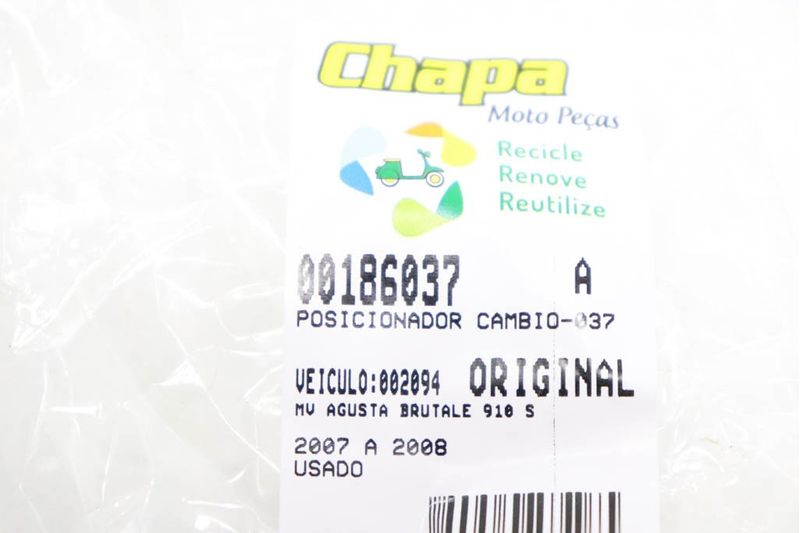 Chapa
Moto Peças
Recicle
Renove
Reutilize
00186037 A
POSICIONADOR CAMBIO-037
VEICULO:002094 ORIGINAL
MV AGUSTA BRUTALE 910 S
2007 A 2008
USADO